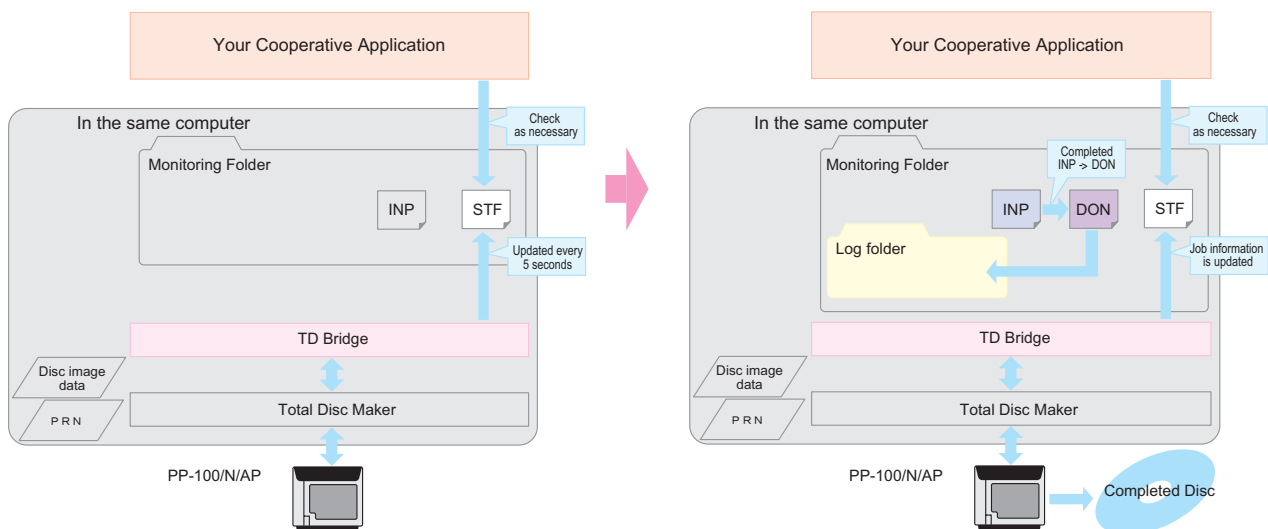 Your Cooperative Application
Check
as necessary
In the same computer
Monitoring Folder
INP
STF
Updated every
5 seconds
TD Bridge
Disc image
data
Total Disc Maker
PRN
PP-100/N/AP
Your Cooperative Application
Check
as necessary
In the same computer
Completed
INP -> DON
Monitoring Folder
INP
DON
STF
Log folder
Job information
is updated
TD Bridge
Disc image
data
Total Disc Maker
PRN
PP-100/N/AP
Completed Disc